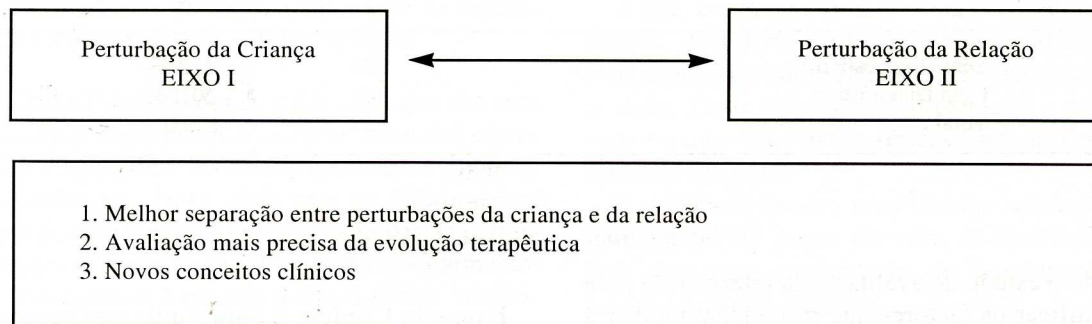 Perturbação da Criança
EIXO I
Perturbação da Relação
EIXO II
1. Melhor separação entre perturbações da criança e da relação
2. Avaliação mais precisa da evolução terapêutica
3. Novos conceitos clínicos